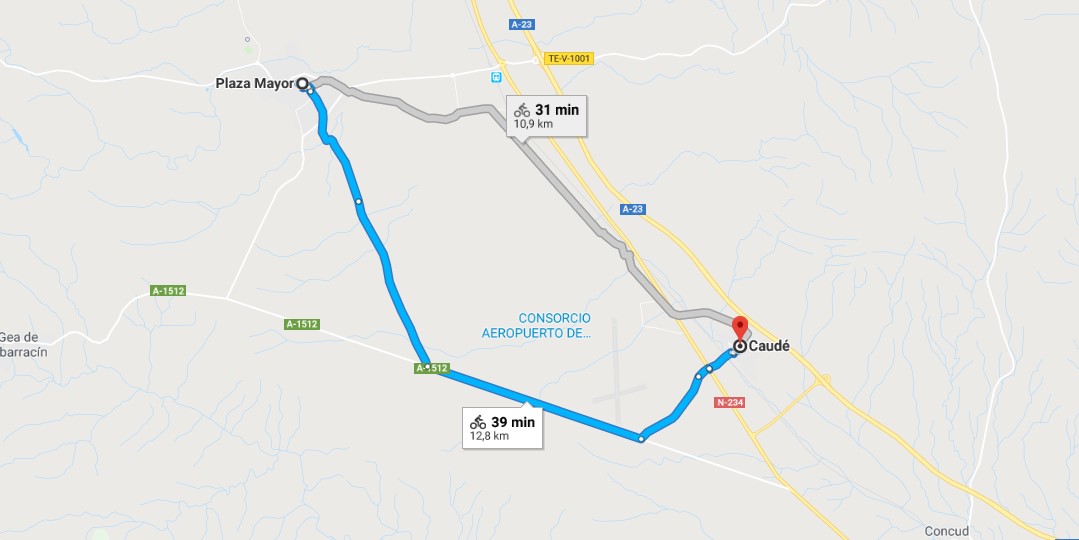 A-23
TE-V-1001
Plaza Mayor
31 min
10,9 km
A-23
A-1512
A-1512
CONSORCIO
AEROPUERTO DE...
Gea de
barracín
Caudé
A-1512
N-234
39 min
12,8 km
Concud